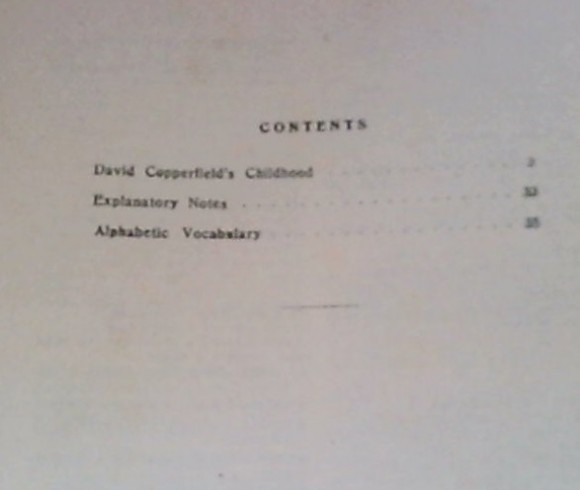 CONTENTS
David Copperfield's Childhood
Explanatory Notes
Alphabetic Vocabulary